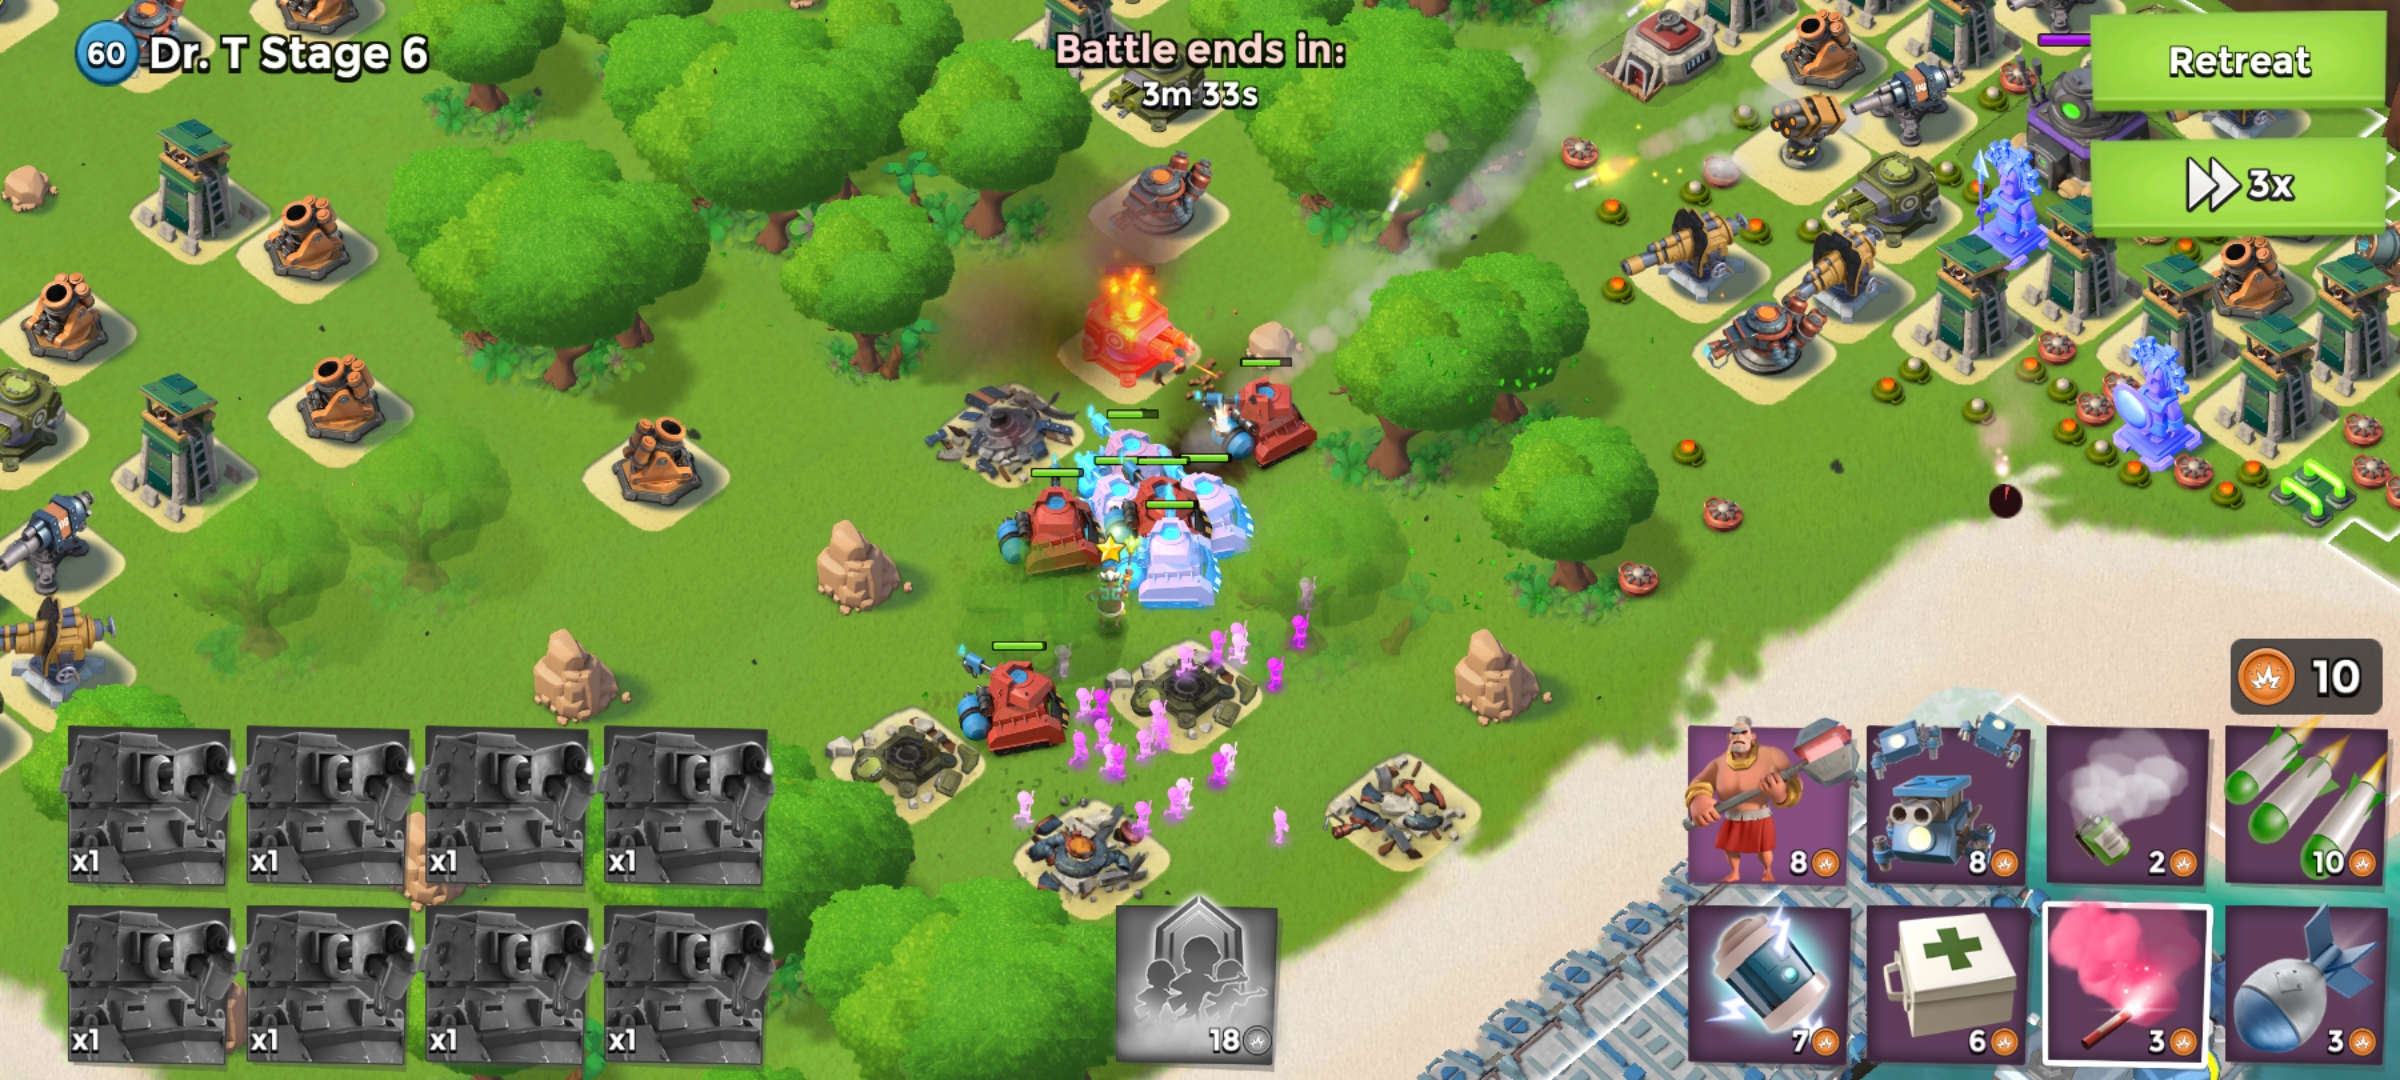 60 Dr. T Stage 6
Battle ends in:
3m 33s
Retreat
3x
10
x1 x1 x1 x1
8 8 2 10
x1 x1 x1 x1
18
7 6 3 3